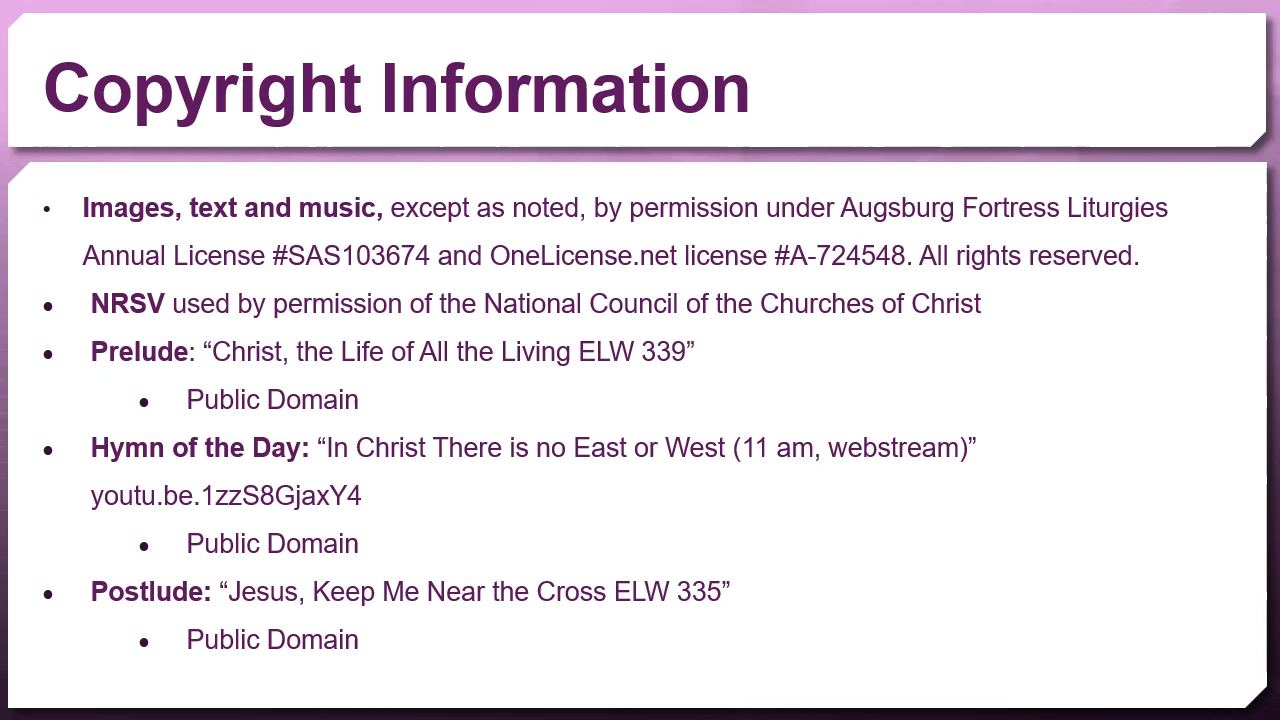 Copyright Information
• Images, text and music, except as noted, by permission under Augsburg Fortress Liturgies
Annual License #SAS103674 and OneLicense.net license #A-724548. All rights reserved.
• NRSV used by permission of the National Council of the Churches of Christ
• Prelude: “Christ, the Life of All the Living ELW 339”
• Public Domain
• Hymn of the Day: “In Christ There is no East or West (11 am, webstream)”
youtu.be.1zzS8GjaxY4
• Public Domain
• Postlude: “Jesus, Keep Me Near the Cross ELW 335”
• Public Domain